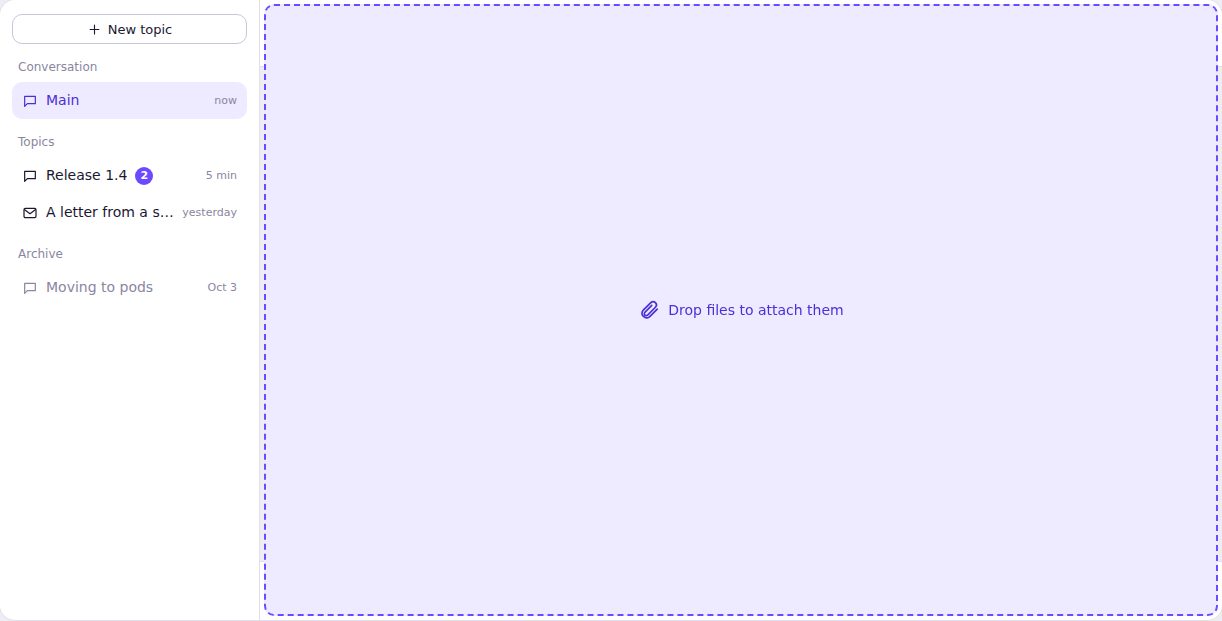 New topic
Conversation
Main now
Topics
Release 1.4 2 5 min
A letter from a s... yesterday
Archive
Moving to pods Oct 3
Drop files to attach them